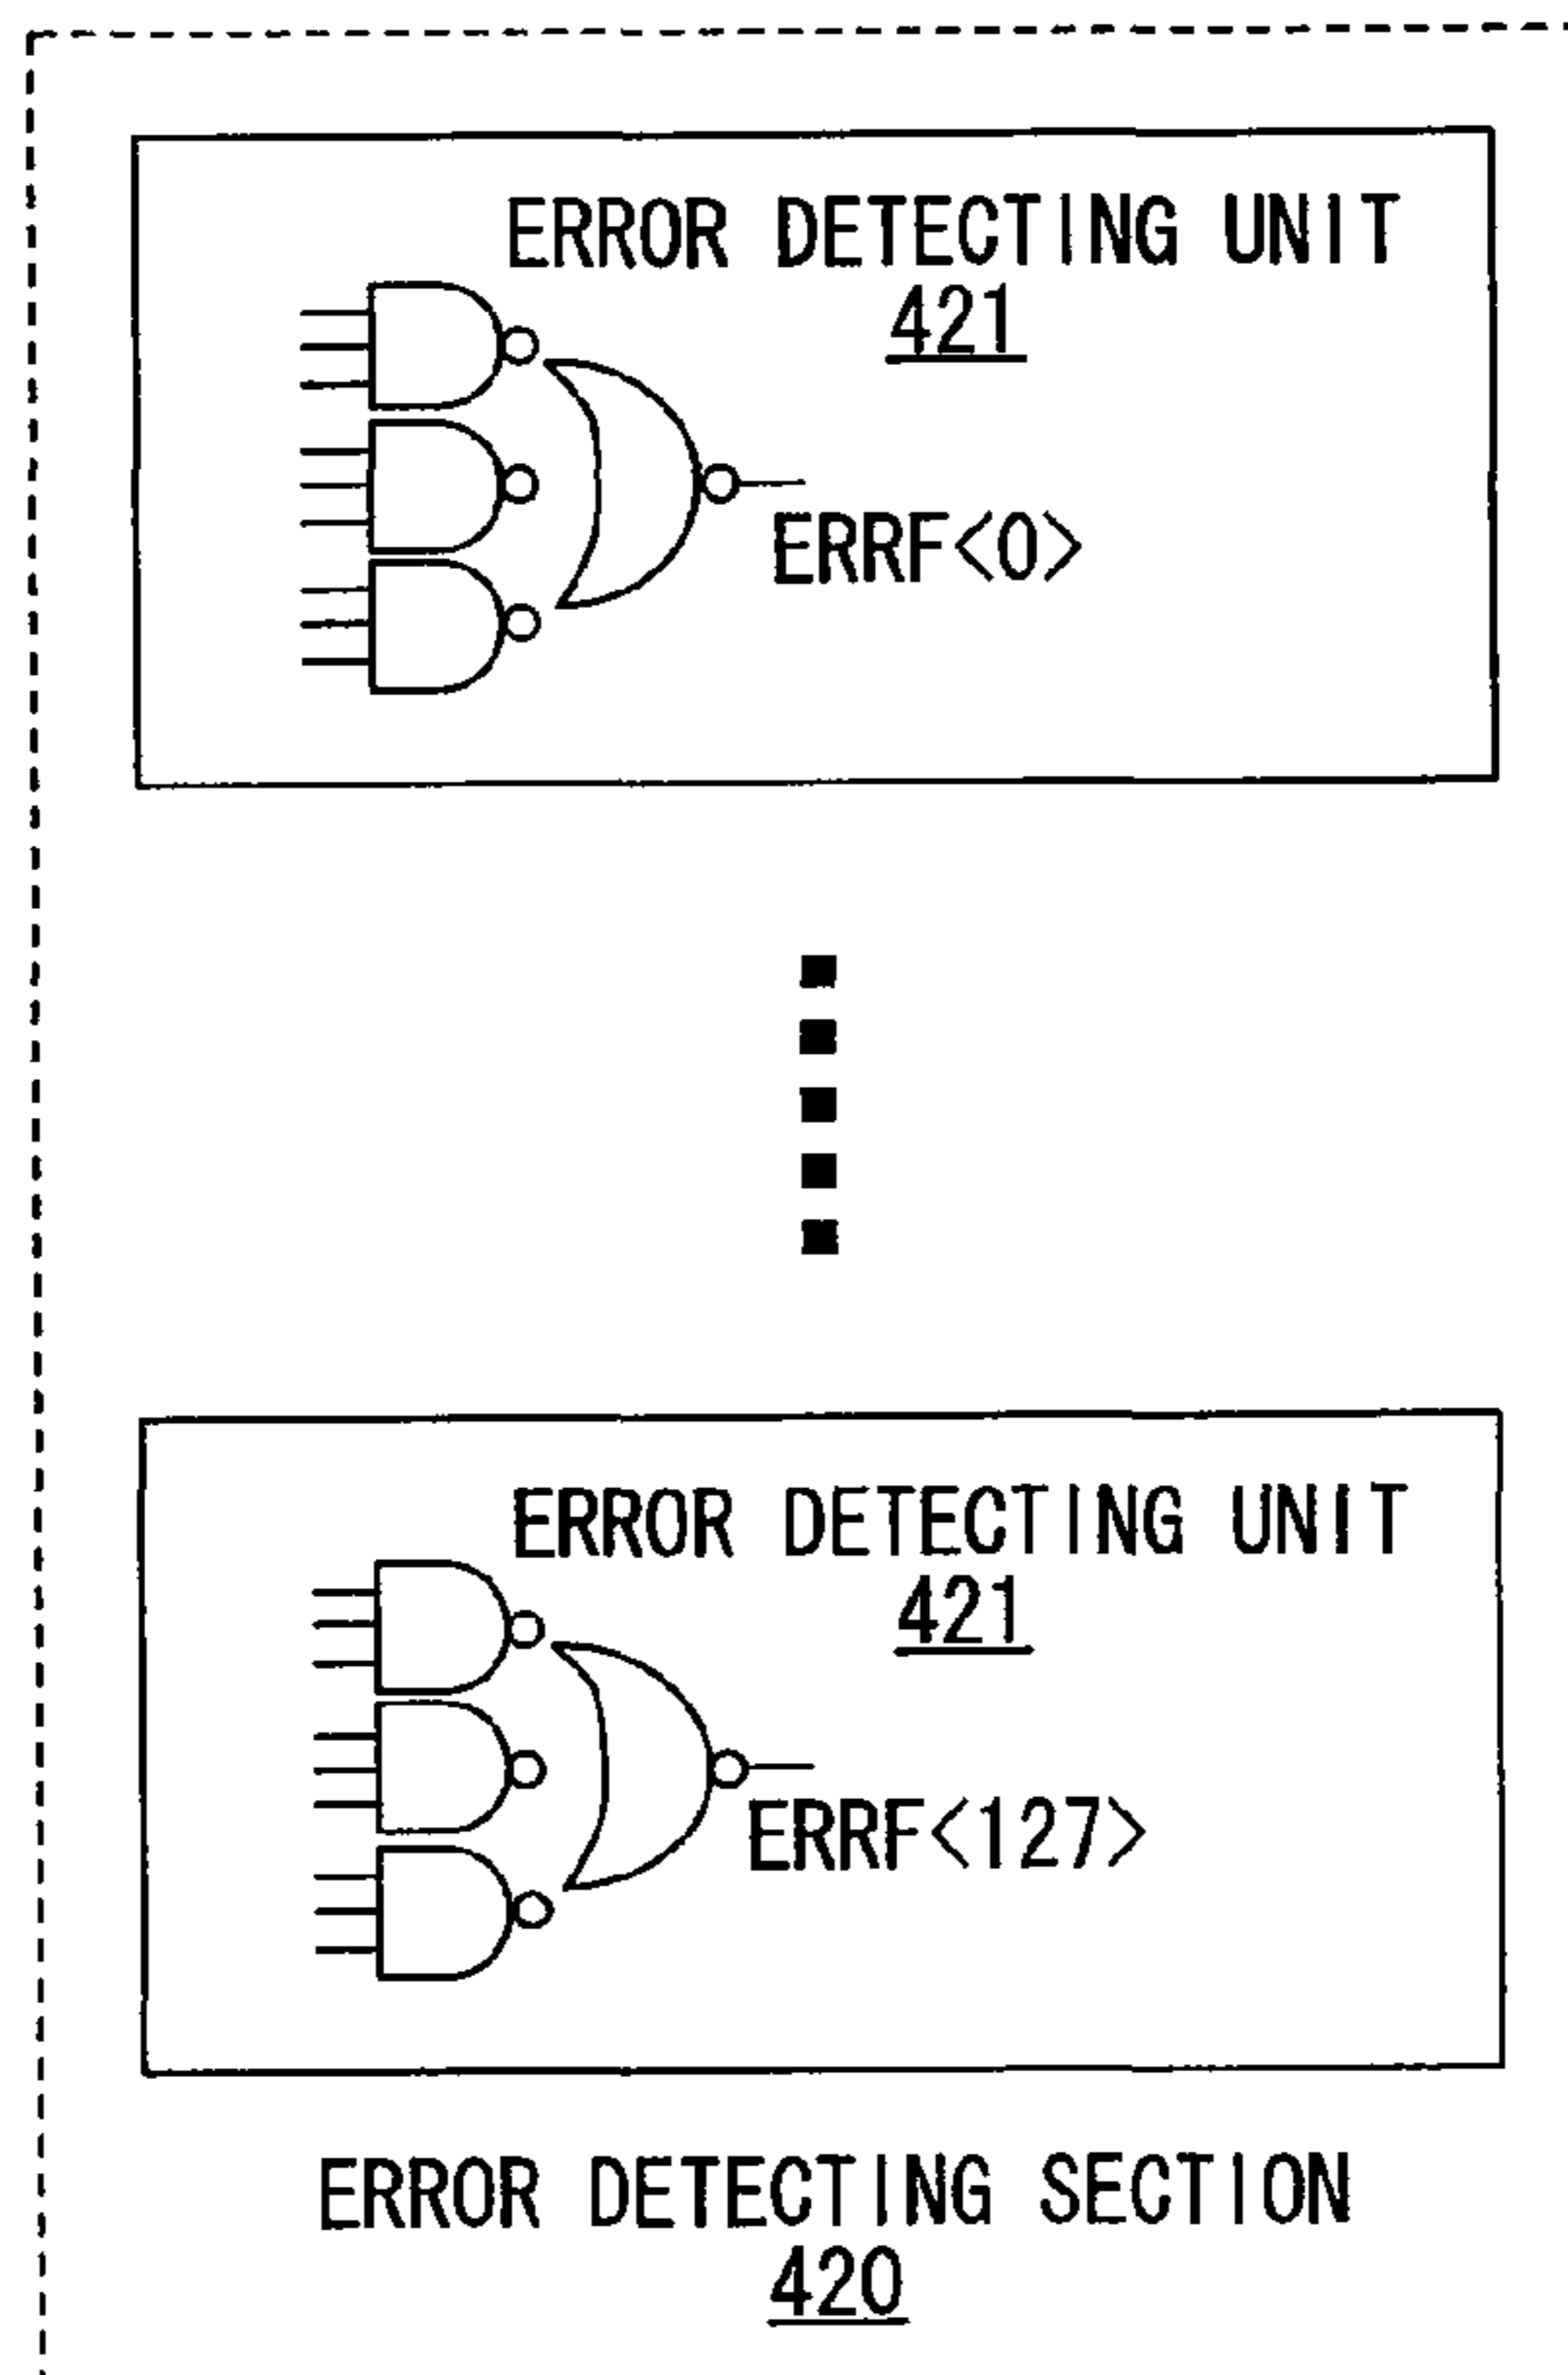 ERROR DETECTING UNIT
421
ERRF<0>
ERROR DETECTING UNIT
421
ERRF<127>
ERROR DETECTING SECTION
420